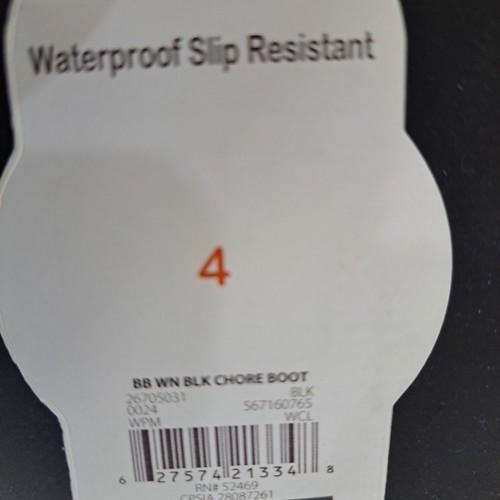 Waterproof Slip Resistant
4
BB WN BLK CHORE BOOT
26705031 BLK
0024 567160765
WPM WCL
6 27574 21334 8
RN# 52469
CPSIA 28087261